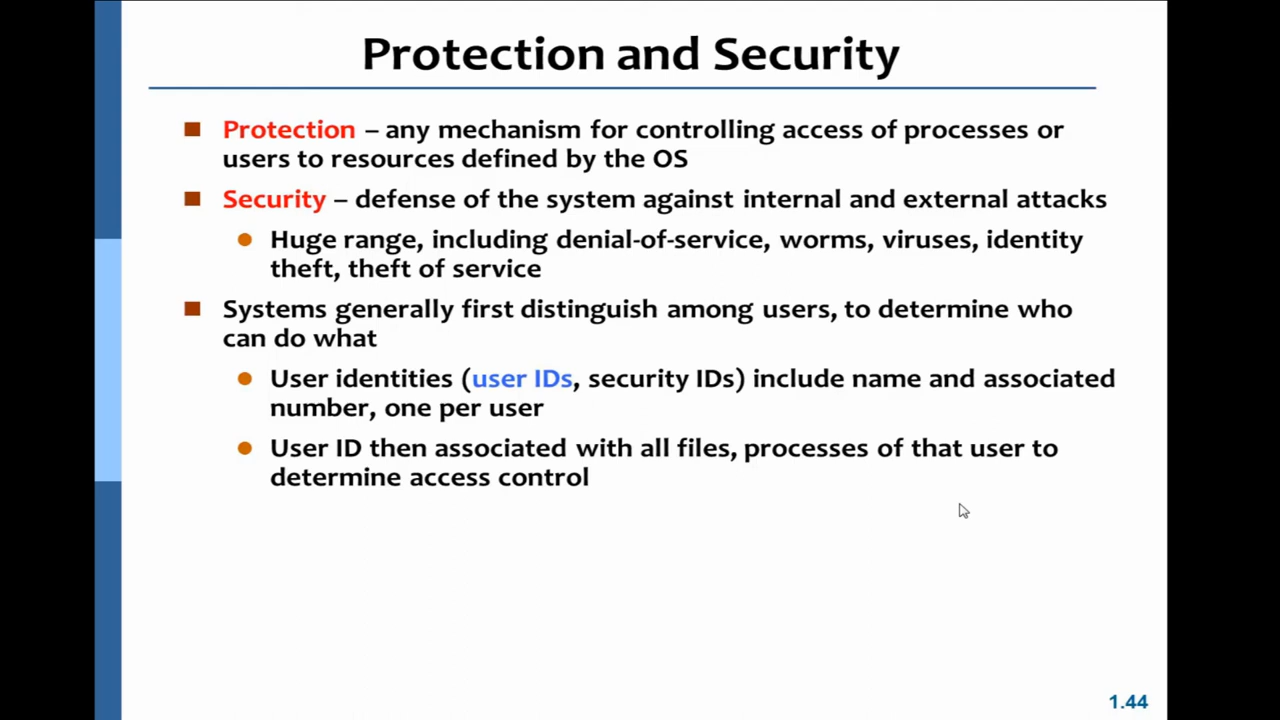 Protection and Security
Protection – any mechanism for controlling access of processes or
users to resources defined by the OS
Security – defense of the system against internal and external attacks
Huge range, including denial-of-service, worms, viruses, identity
theft, theft of service
Systems generally first distinguish among users, to determine who
can do what
User identities (user IDs, security IDs) include name and associated
number, one per user
User ID then associated with all files, processes of that user to
determine access control
1.44